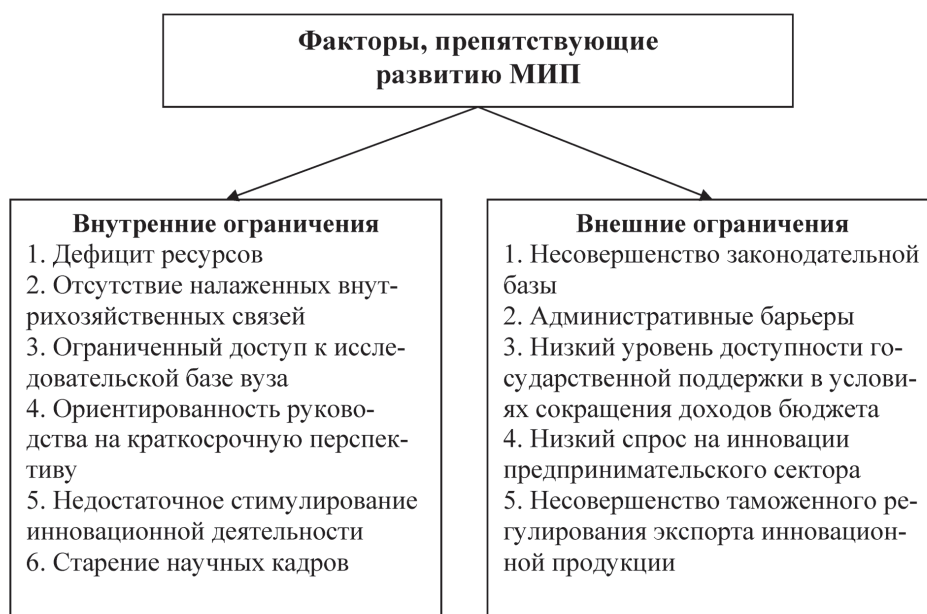 Факторы, препятствующие
развитию МИП
Внутренние ограничения
1. Дефицит ресурсов
2. Отсутствие налаженных внут-
рихозяйственных связей
3. Ограниченный доступ к иссле-
довательской базе вуза
4. Ориентированность руково-
дства на краткосрочную перспек-
тиву
5. Недостаточное стимулирование
инновационной деятельности
6. Старение научных кадров
Внешние ограничения
1. Несовершенство законодательной
базы
2. Административные барьеры
3. Низкий уровень доступности го-
сударственной поддержки в услови-
ях сокращения доходов бюджета
4. Низкий спрос на инновации
предпринимательского сектора
5. Несовершенство таможенного ре-
гулирования экспорта инновацион-
ной продукции